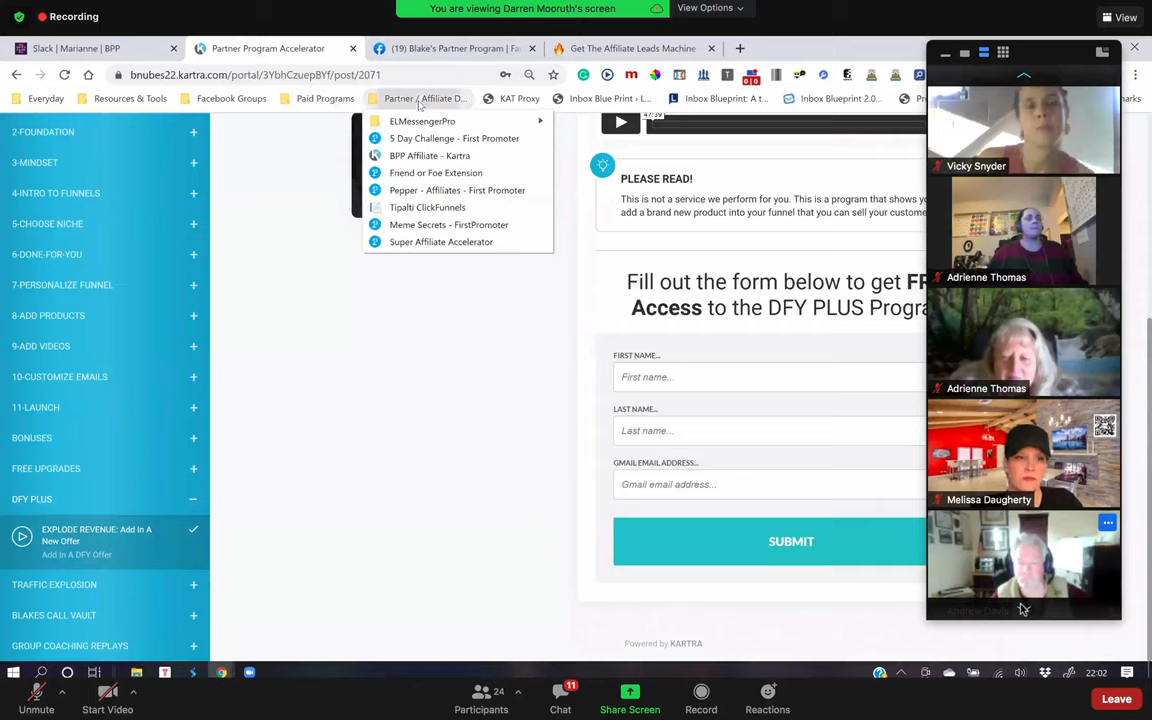 Recording
You are viewing Darren Mooruth's screen
View Options
View
Slack | Marianne | BPP
Partner Program Accelerator
(19) Blake's Partner Program | Fa
Get The Affiliate Leads Machine
bnubes22.kartra.com/portal/3YbhCzuepBYf/post/2071
Everyday
Resources & Tools
Facebook Groups
Paid Programs
Partner / Affiliate D...
KAT Proxy
Inbox Blue Print › L...
Inbox Blueprint: A t...
Inbox Blueprint 2.0...
ELMessengerPro
5 Day Challenge - First Promoter
BPP Affiliate - Kartra
Friend or Foe Extension
Pepper - Affiliates - First Promoter
Tipalti ClickFunnels
Meme Secrets - FirstPromoter
Super Affiliate Accelerator
2-FOUNDATION
3-MINDSET
4-INTRO TO FUNNELS
5-CHOOSE NICHE
6-DONE-FOR-YOU
7-PERSONALIZE FUNNEL
8-ADD PRODUCTS
9-ADD VIDEOS
10-CUSTOMIZE EMAILS
11-LAUNCH
BONUSES
FREE UPGRADES
DFY PLUS
EXPLODE REVENUE: Add In A
New Offer
Add In A DFY Offer
TRAFFIC EXPLOSION
BLAKES CALL VAULT
GROUP COACHING REPLAYS
47:39
PLEASE READ!
This is not a service we perform for you. This is a program that shows y
add a brand new product into your funnel that you can sell your custome
Fill out the form below to get FR
Access to the DFY PLUS Progra
FIRST NAME...
First name...
LAST NAME...
Last name...
GMAIL EMAIL ADDRESS...
Gmail email address...
SUBMIT
Powered by KARTRA
Vicky Snyder
Adrienne Thomas
Adrienne Thomas
Melissa Daugherty
Andrew Davis
22:02
Unmute
Start Video
24
Participants
11
Chat
Share Screen
Record
Reactions
Leave